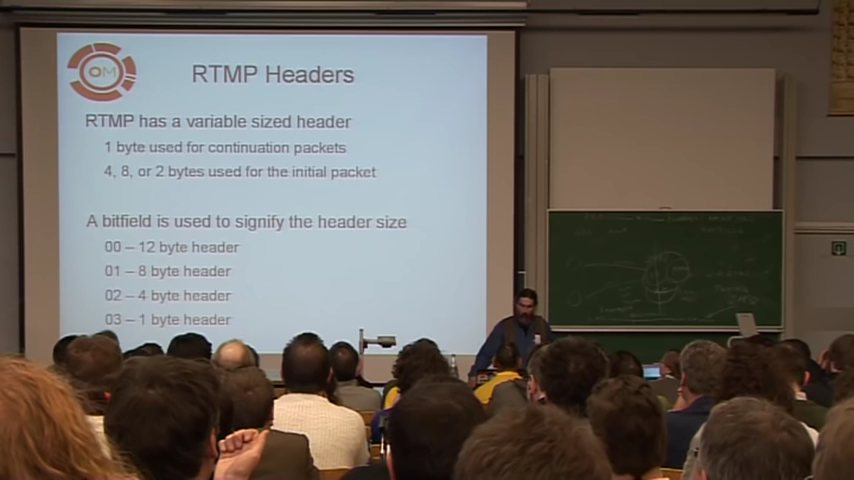 OM
RTMP Headers
RTMP has a variable sized header
1 byte used for continuation packets
4, 8, or 2 bytes used for the initial packet
A bitfield is used to signify the header size
00 – 12 byte header
01 – 8 byte header
02 – 4 byte header
03 – 1 byte header